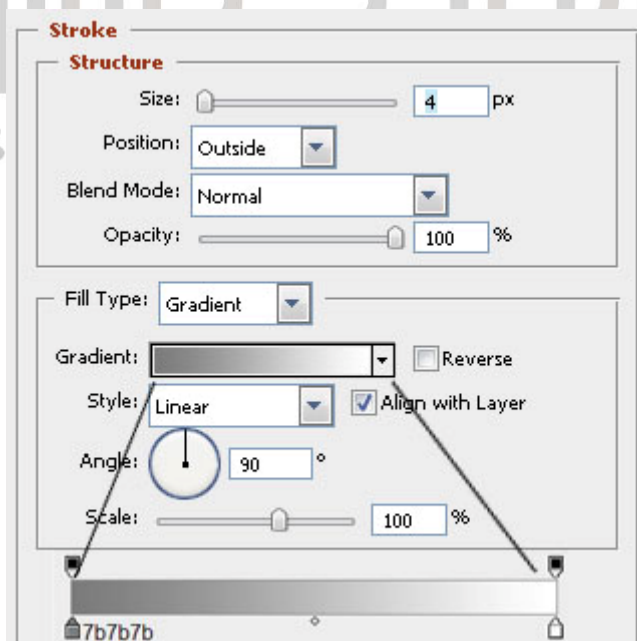 Stroke
Structure
Size: 4 px
Position: Outside
Blend Mode: Normal
Opacity: 100 %
Fill Type: Gradient
Gradient: Reverse
Style: Linear Align with Layer
Angle: 90 °
Scale: 100 %
7b7b7b